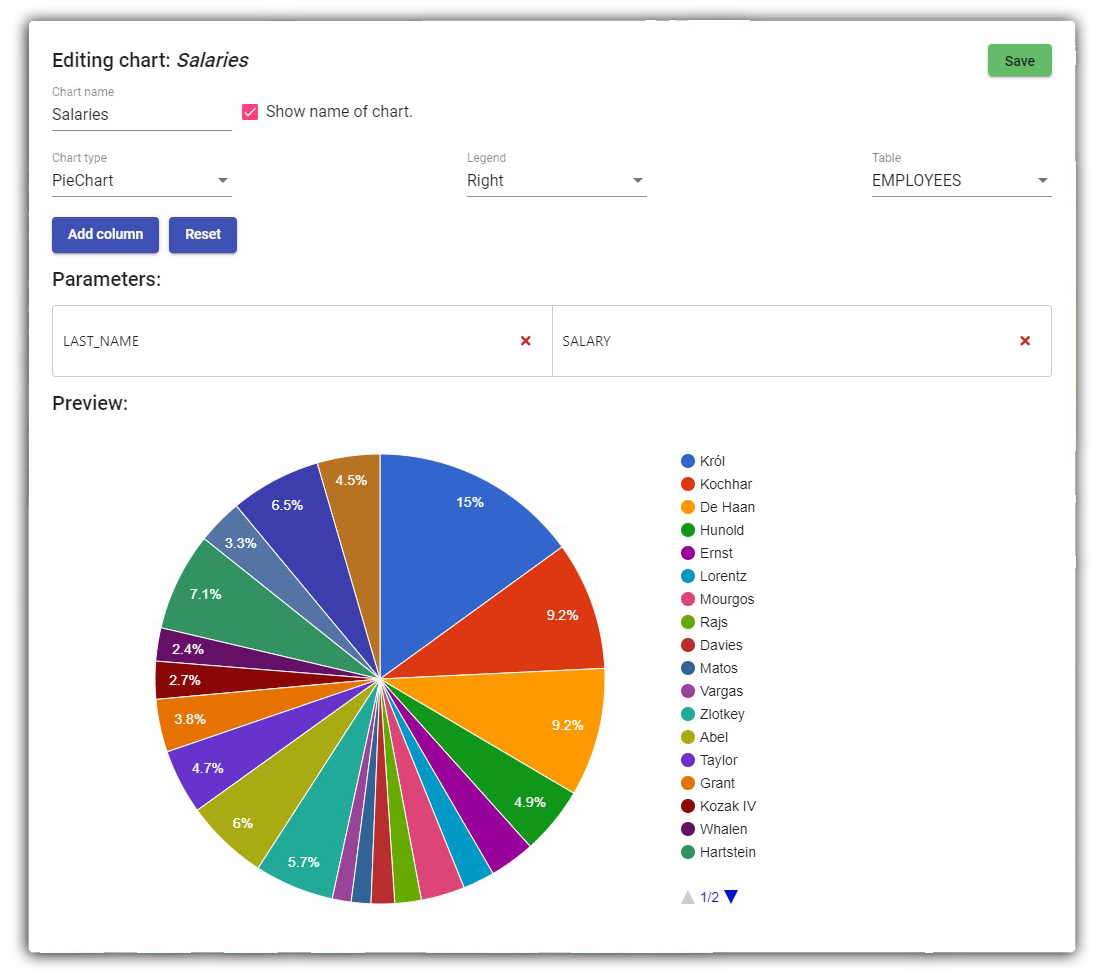 Editing chart: Salaries
Save
Chart name
Salaries
Show name of chart.
Chart type
PieChart
Legend
Right
Table
EMPLOYEES
Add column
Reset
Parameters:
LAST_NAME
SALARY
Preview:
15%
9.2%
9.2%
4.9%
5.7%
6%
4.7%
3.8%
2.7%
2.4%
7.1%
3.3%
6.5%
4.5%
Król
Kochhar
De Haan
Hunold
Ernst
Lorentz
Mourgos
Rajs
Davies
Matos
Vargas
Zlotkey
Abel
Taylor
Grant
Kozak IV
Whalen
Hartstein
1/2